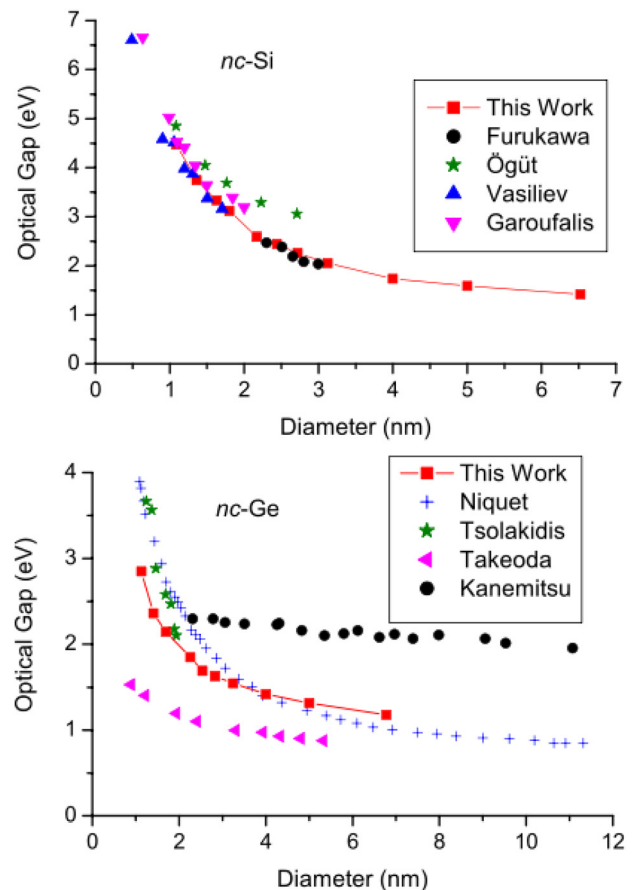 7
6
5
4
3
2
1
0
Optical Gap (eV)
nc-Si
This Work
Furukawa
Ögüt
Vasiliev
Garoufalis
0 1 2 3 4 5 6 7
Diameter (nm)
4
3
2
1
0
Optical Gap (eV)
nc-Ge
This Work
Niquet
Tsolakidis
Takeoda
Kanemitsu
0 2 4 6 8 10 12
Diameter (nm)